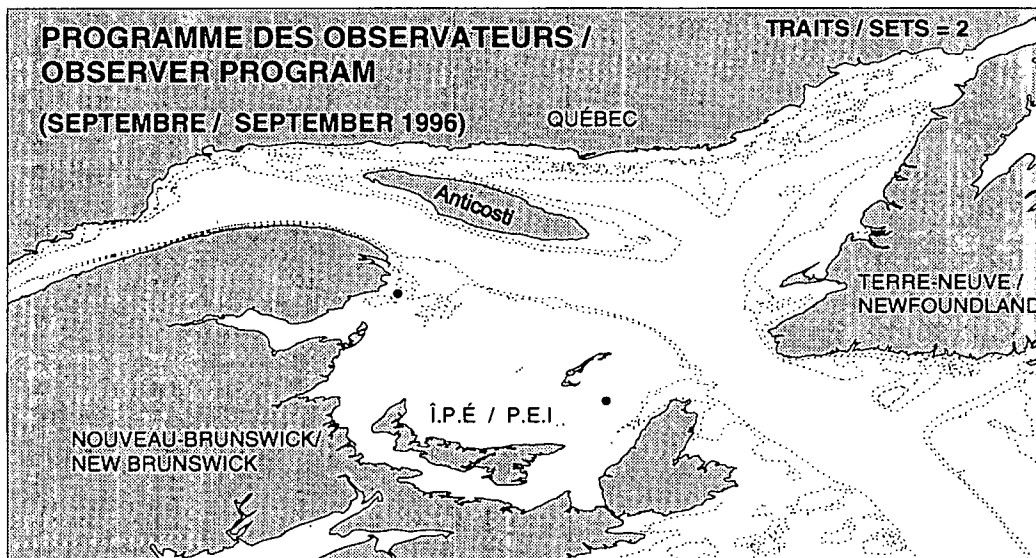 PROGRAMME DES OBSERVATEURS /
OBSERVER PROGRAM
TRAITS / SETS = 2
(SEPTEMBRE / SEPTEMBER 1996)
QUÉBEC
Anticosti
TERRE-NEUVE /
NEWFOUNDLAND
Î.P.É / P.E.I.
NOUVEAU-BRUNSWICK/
NEW BRUNSWICK